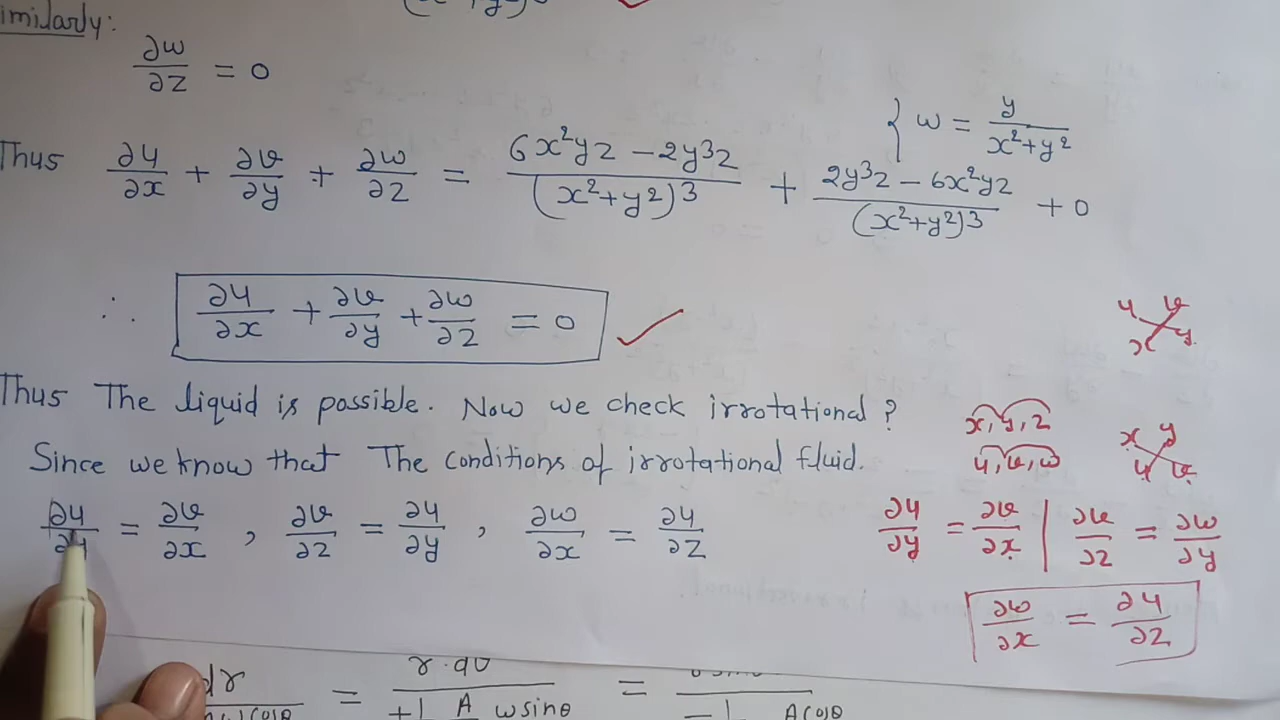 imilarly:
∂w/∂z = 0
{ w = y/(x²+y²)
Thus ∂u/∂x + ∂v/∂y + ∂w/∂z = (6x²yz − 2y³z)/(x²+y²)³ + (2y³z − 6x²yz)/(x²+y²)³ + 0
∴ ∂u/∂x + ∂v/∂y + ∂w/∂z = 0
u v
x y
Thus The liquid is possible. Now we check irrotational?
x, y, z
u, v, w
x y
u v
Since we know that The conditions of irrotational fluid.
∂u/∂y = ∂v/∂x , ∂v/∂z = ∂u/∂y , ∂w/∂x = ∂u/∂z
∂u/∂y = ∂v/∂x | ∂v/∂z = ∂w/∂y
∂w/∂x = ∂u/∂z